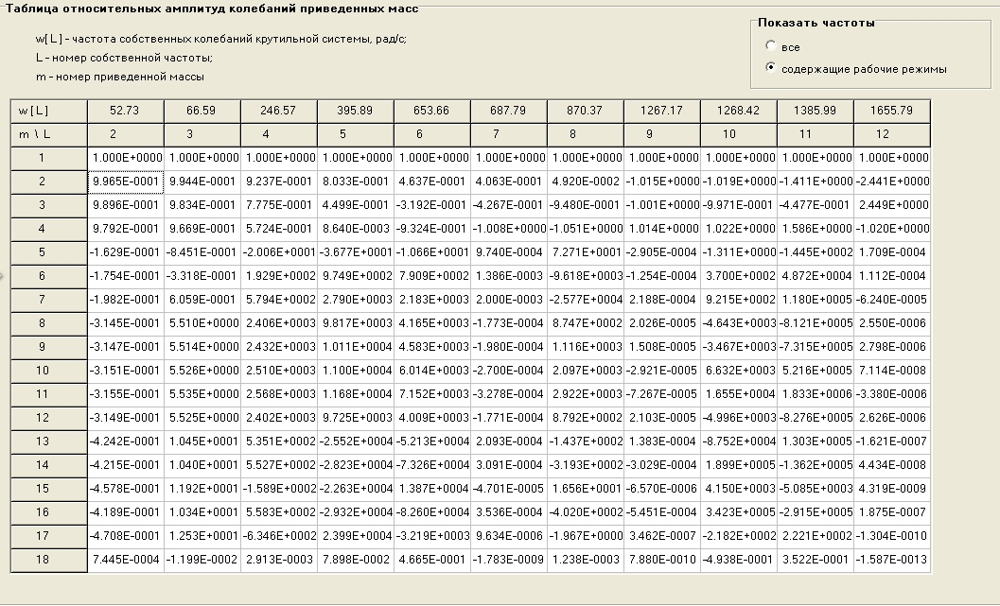 Таблица относительных амплитуд колебаний приведенных масс
w[L] - частота собственных колебаний крутильной системы, рад/с;
L - номер собственной частоты;
m - номер приведенной массы
Показать частоты
все
содержащие рабочие режимы
w[L] 52.73 66.59 246.57 395.89 653.66 687.79 870.37 1267.17 1268.42 1385.99 1655.79
m \ L 2 3 4 5 6 7 8 9 10 11 12
1 1.000E+0000 1.000E+0000 1.000E+0000 1.000E+0000 1.000E+0000 1.000E+0000 1.000E+0000 1.000E+0000 1.000E+0000 1.000E+0000 1.000E+0000
2 9.965E-0001 9.944E-0001 9.237E-0001 8.033E-0001 4.637E-0001 4.063E-0001 4.920E-0002 -1.015E+0000 -1.019E+0000 -1.411E+0000 -2.441E+0000
3 9.896E-0001 9.834E-0001 7.775E-0001 4.499E-0001 -3.192E-0001 -4.267E-0001 -9.480E-0001 -1.001E+0000 -9.971E-0001 -4.477E-0001 2.449E+0000
4 9.792E-0001 9.669E-0001 5.724E-0001 8.640E-0003 -9.324E-0001 -1.008E+0000 -1.051E+0000 1.014E+0000 1.022E+0000 1.586E+0000 -1.020E+0000
5 -1.629E-0001 -8.451E-0001 -2.006E+0001 -3.677E+0001 -1.066E+0001 9.740E-0004 7.271E+0001 -2.905E-0004 -1.311E+0000 -1.445E+0002 1.709E-0004
6 -1.754E-0001 -3.318E-0001 1.929E+0002 9.749E+0002 7.909E+0002 1.386E-0003 -9.618E+0003 -1.254E-0004 3.700E+0002 4.872E+0004 1.112E-0004
7 -1.982E-0001 6.059E-0001 5.794E+0002 2.790E+0003 2.183E+0003 2.000E-0003 -2.577E+0004 2.188E-0004 9.215E+0002 1.180E+0005 -6.240E-0005
8 -3.145E-0001 5.510E+0000 2.406E+0003 9.817E+0003 4.165E+0003 -1.773E-0004 8.747E+0002 2.026E-0005 -4.643E+0003 -8.121E+0005 2.550E-0006
9 -3.147E-0001 5.514E+0000 2.432E+0003 1.011E+0004 4.583E+0003 -1.980E-0004 1.116E+0003 1.508E-0005 -3.467E+0003 -7.315E+0005 2.798E-0006
10 -3.151E-0001 5.526E+0000 2.510E+0003 1.100E+0004 6.014E+0003 -2.700E-0004 2.097E+0003 -2.921E-0005 6.632E+0003 5.216E+0005 7.114E-0008
11 -3.155E-0001 5.535E+0000 2.568E+0003 1.168E+0004 7.152E+0003 -3.278E-0004 2.922E+0003 -7.267E-0005 1.655E+0004 1.833E+0006 -3.380E-0006
12 -3.149E-0001 5.525E+0000 2.402E+0003 9.725E+0003 4.009E+0003 -1.771E-0004 8.792E+0002 2.103E-0005 -4.996E+0003 -8.276E+0005 2.626E-0006
13 -4.242E-0001 1.045E+0001 5.351E+0002 -2.552E+0004 -5.213E+0004 2.093E-0004 -1.437E+0002 1.383E-0004 -8.752E+0004 1.303E+0005 -1.621E-0007
14 -4.215E-0001 1.040E+0001 5.527E+0002 -2.823E+0004 -7.326E+0004 3.091E-0004 -3.193E+0002 -3.029E-0004 1.899E+0005 -1.362E+0005 4.434E-0008
15 -4.578E-0001 1.192E+0001 -1.589E+0002 -2.263E+0004 1.387E+0004 -4.701E-0005 1.656E+0001 -6.570E-0006 4.150E+0003 -5.085E+0003 4.319E-0009
16 -4.189E-0001 1.034E+0001 5.583E+0002 -2.932E+0004 -8.260E+0004 3.536E-0004 -4.020E+0002 -5.451E-0004 3.423E+0005 -2.915E+0005 1.875E-0007
17 -4.708E-0001 1.253E+0001 -6.346E+0002 2.399E+0004 -3.219E+0003 9.634E-0006 -1.967E+0000 3.462E-0007 -2.182E+0002 2.221E+0002 -1.304E-0010
18 7.445E-0004 -1.199E-0002 2.913E-0003 7.898E-0002 4.665E-0001 -1.783E-0009 1.238E-0003 7.880E-0010 -4.938E-0001 3.522E-0001 -1.587E-0013